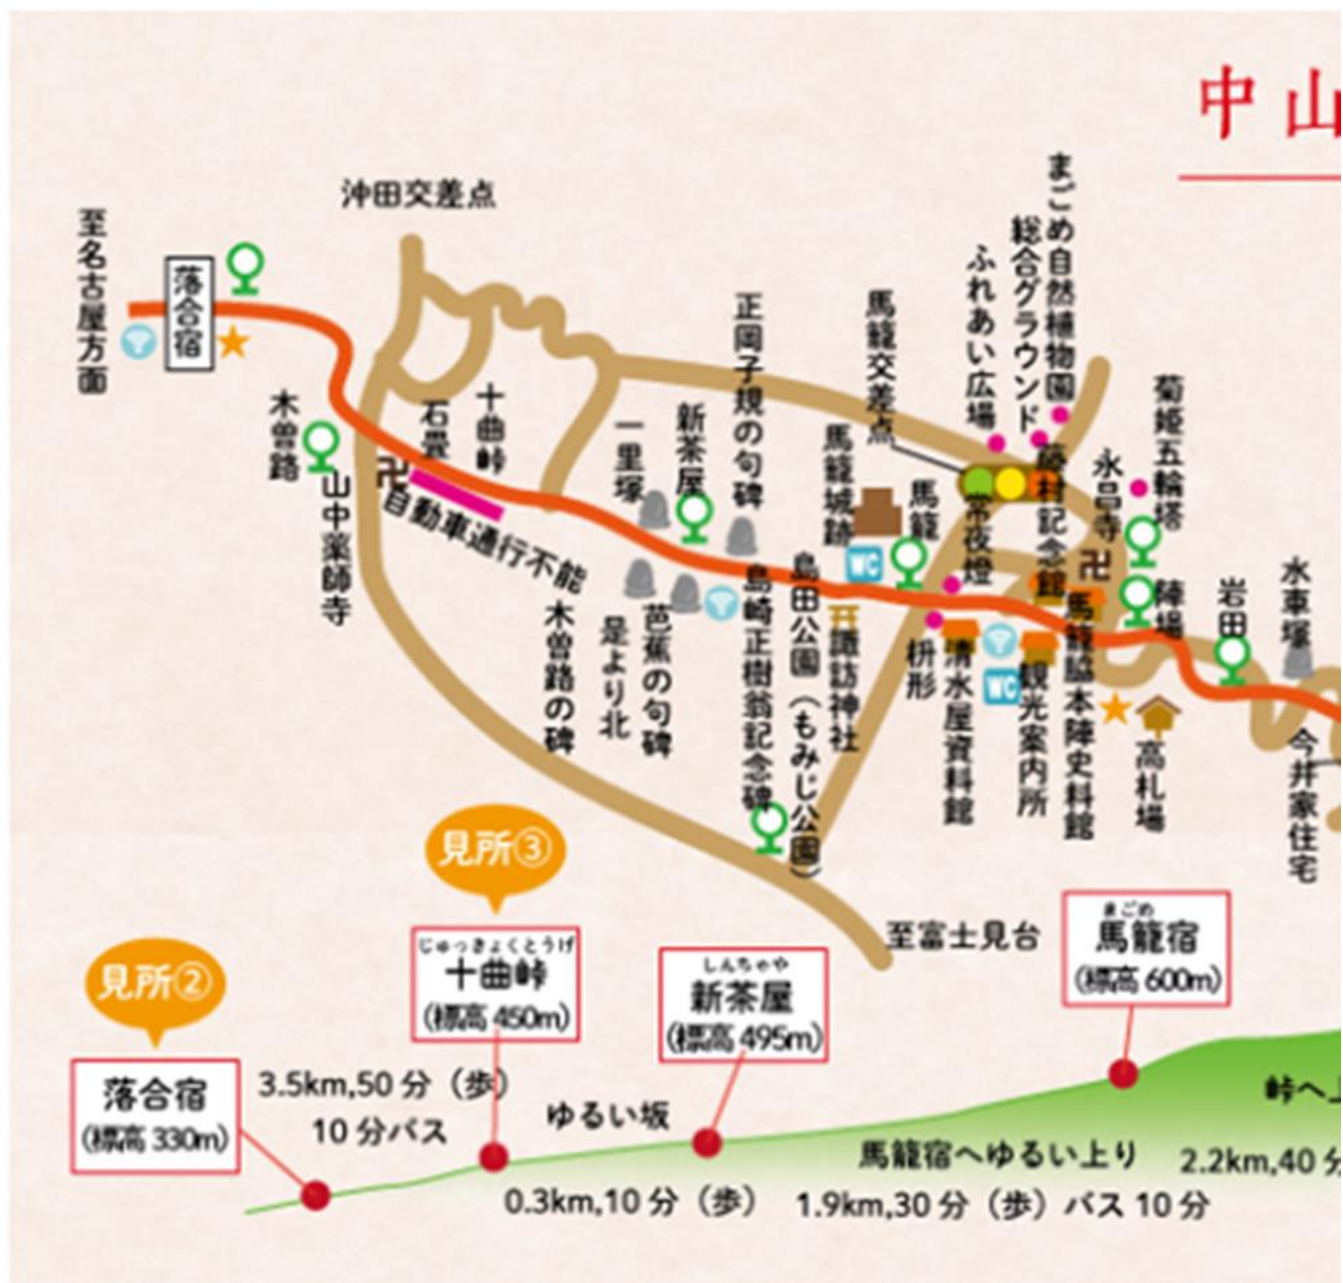 中山
沖田交差点
至名古屋方面
落合宿
木曽路
山中薬師寺
石畳
十曲峠
自動車通行不能
一里塚
新茶屋
正岡子規の句碑
木曽路の碑
是より北
芭蕉の句碑
島崎正樹翁記念碑
島田公園（もみじ公園）
馬籠城跡
WC
諏訪神社
馬籠交差点
馬籠
ふれあい広場
総合グラウンド
まごめ自然植物園
常夜燈
藤村記念館
枡形
清水屋資料館
WC
観光案内所
馬籠脇本陣史料館
永昌寺
菊姫五輪塔
陣場
高札場
岩田
水車塚
今井家住宅
至富士見台
見所②
落合宿
（標高 330m）
3.5km,50 分（歩）
10 分バス
見所③
じゅっきょくとうげ
十曲峠
（標高 450m）
ゆるい坂
0.3km,10 分（歩）
しんちゃや
新茶屋
（標高 495m）
馬籠宿へゆるい上り
1.9km,30 分（歩）バス 10 分
まごめ
馬籠宿
（標高 600m）
峠へ上
2.2km,40 分